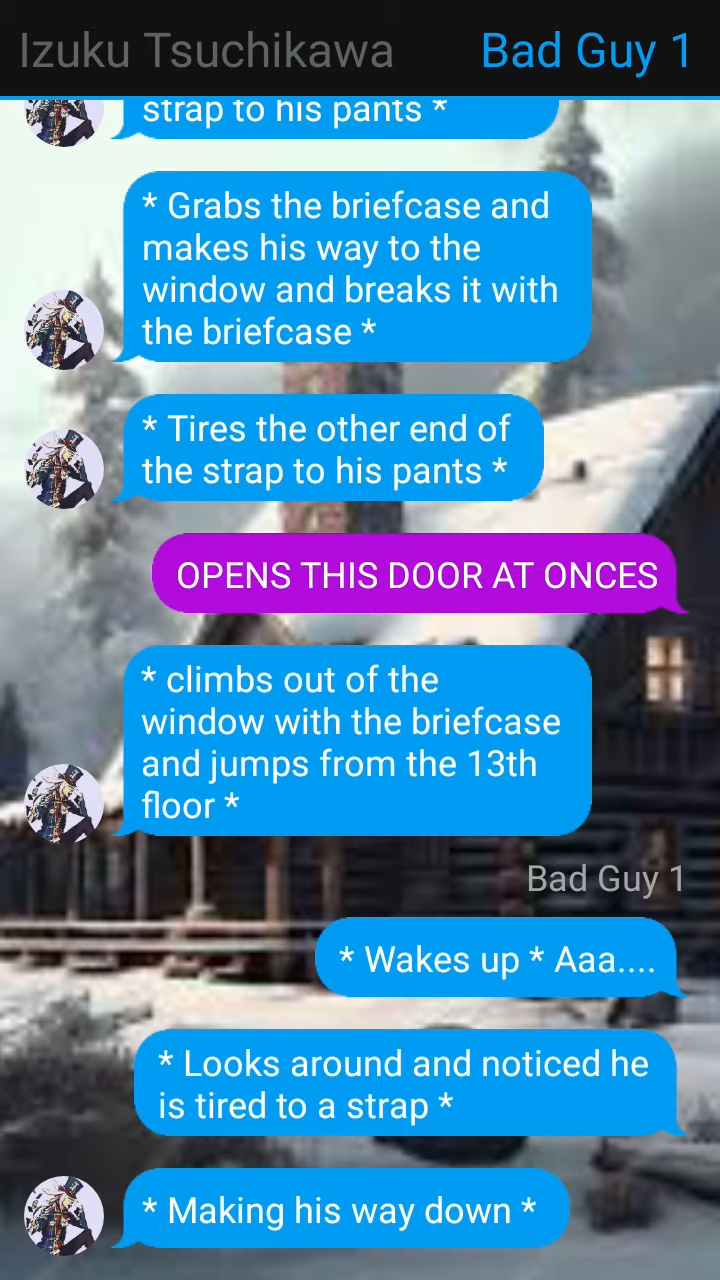 Izuku Tsuchikawa
Bad Guy 1
strap to his pants *
* Grabs the briefcase and
makes his way to the
window and breaks it with
the briefcase *
* Tires the other end of
the strap to his pants *
OPENS THIS DOOR AT ONCES
* climbs out of the
window with the briefcase
and jumps from the 13th
floor *
Bad Guy 1
* Wakes up * Aaa....
* Looks around and noticed he
is tired to a strap *
* Making his way down *